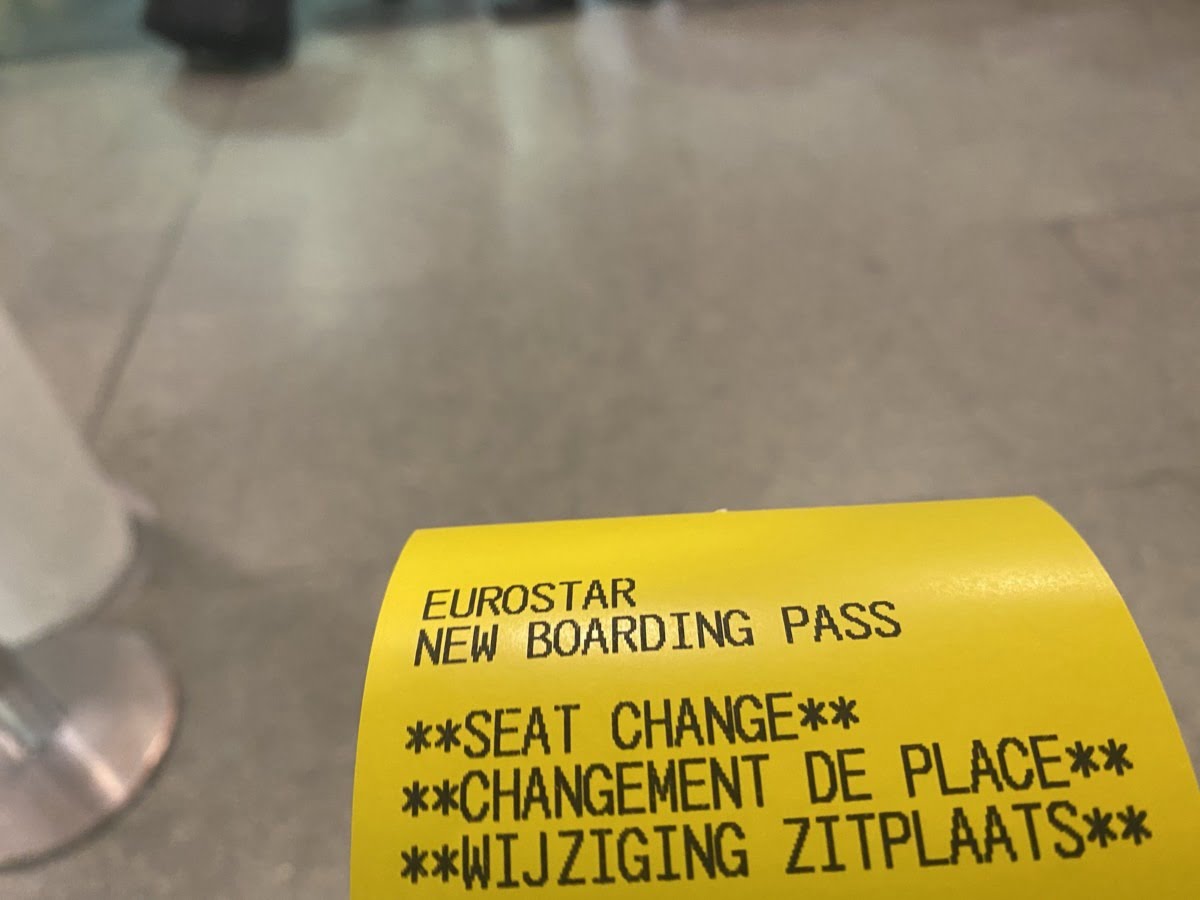 EUROSTAR
NEW BOARDING PASS
**SEAT CHANGE**
**CHANGEMENT DE PLACE**
**WIJZIGING ZITPLAATS**